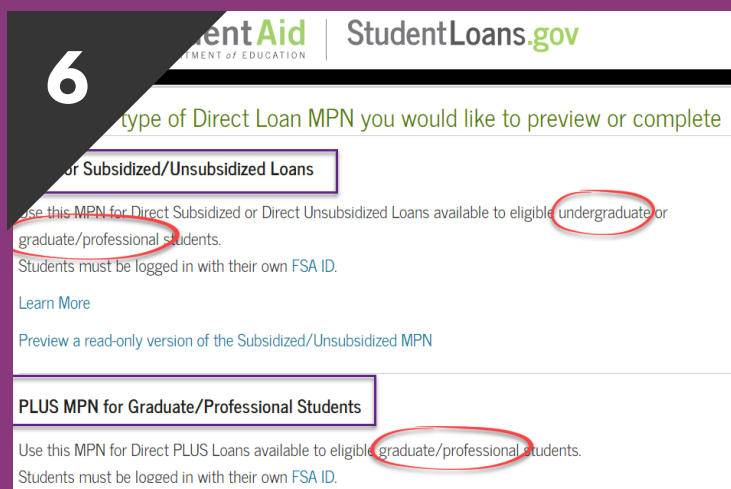 6
ent Aid
StudentLoans.gov
TMENT of EDUCATION
type of Direct Loan MPN you would like to preview or complete
or Subsidized/Unsubsidized Loans
Use this MPN for Direct Subsidized or Direct Unsubsidized Loans available to eligible undergraduate or
graduate/professional students.
Students must be logged in with their own FSA ID.
Learn More
Preview a read-only version of the Subsidized/Unsubsidized MPN
PLUS MPN for Graduate/Professional Students
Use this MPN for Direct PLUS Loans available to eligible graduate/professional students.
Students must be logged in with their own FSA ID.